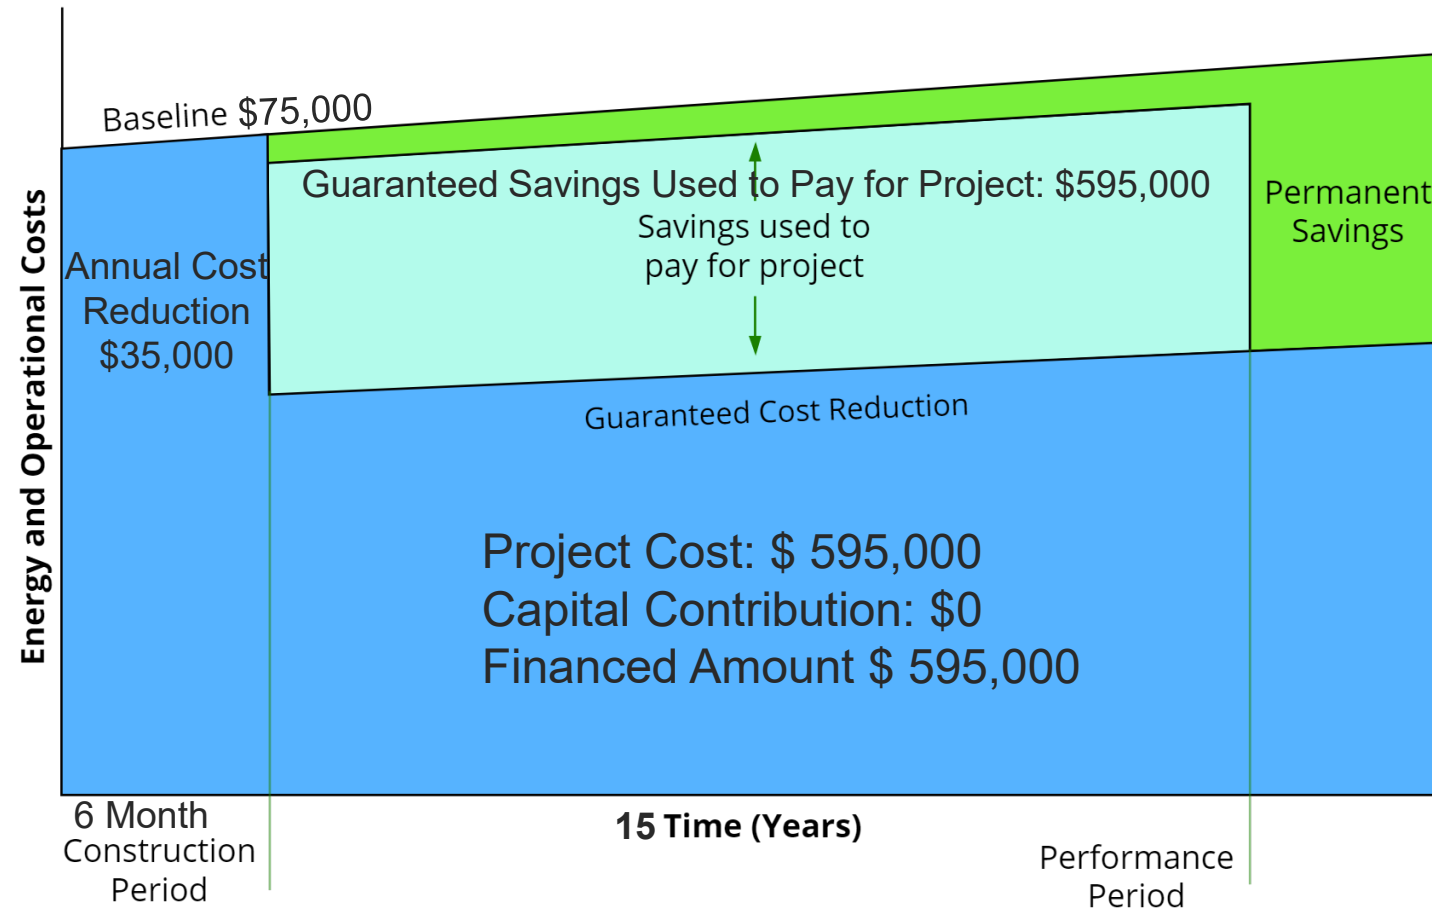 Baseline $75,000
Guaranteed Savings Used to Pay for Project: $595,000
Savings used to
pay for project
Permanent
Savings
Annual Cost
Reduction
$35,000
Guaranteed Cost Reduction
Energy and Operational Costs
Project Cost: $ 595,000
Capital Contribution: $0
Financed Amount $ 595,000
6 Month
Construction
Period
15 Time (Years)
Performance
Period